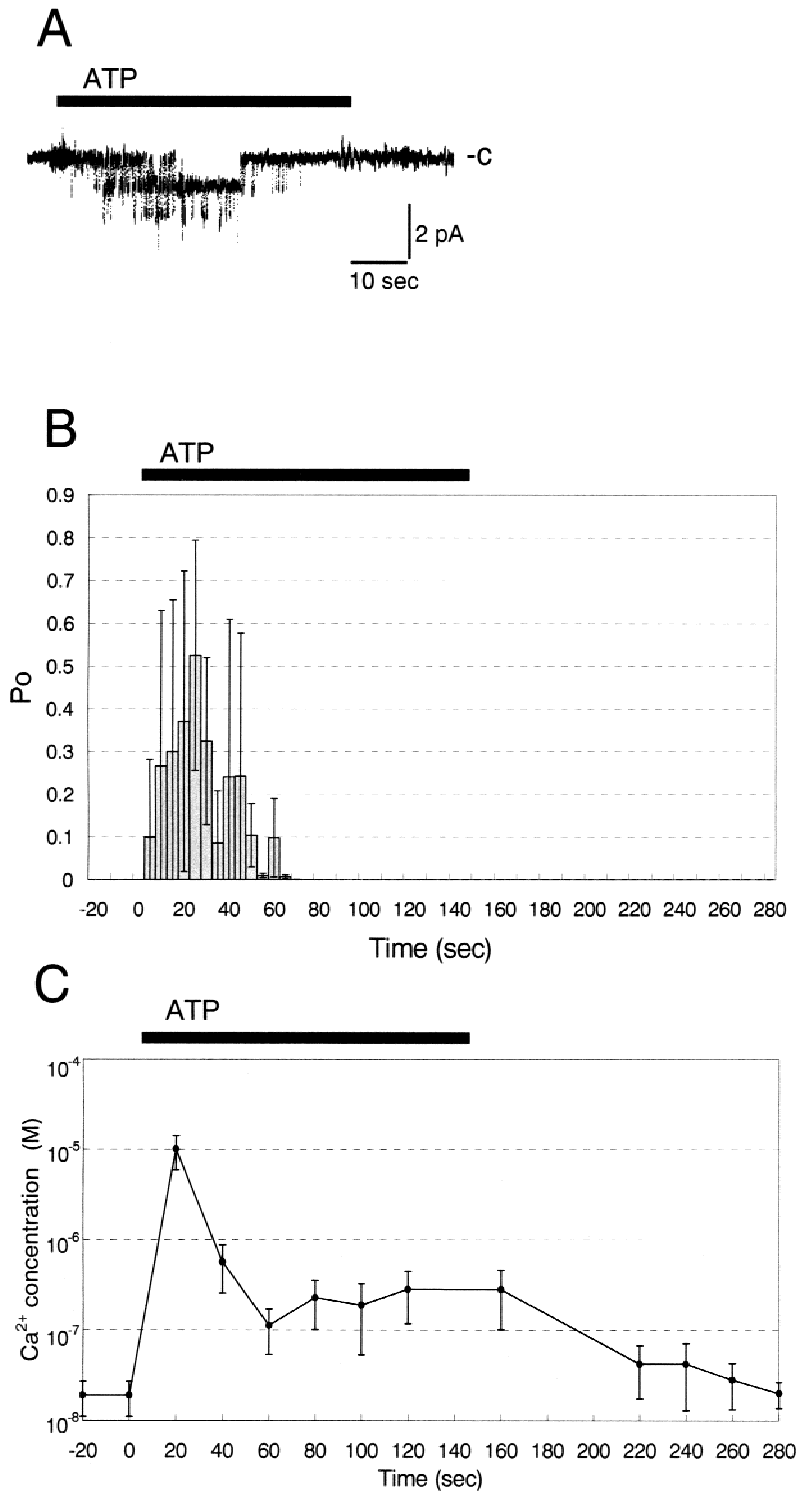 A
ATP
-C
2 pA
10 sec
B
ATP
0.9
0.8
0.7
0.6
0.5
0.4
0.3
0.2
0.1
0
Po
-20 0 20 40 60 80 100 120 140 160 180 200 220 240 260 280
Time (sec)
C
ATP
10-4
10-5
10-6
10-7
10-8
Ca2+ concentration (M)
-20 0 20 40 60 80 100 120 140 160 180 200 220 240 260 280
Time (sec)